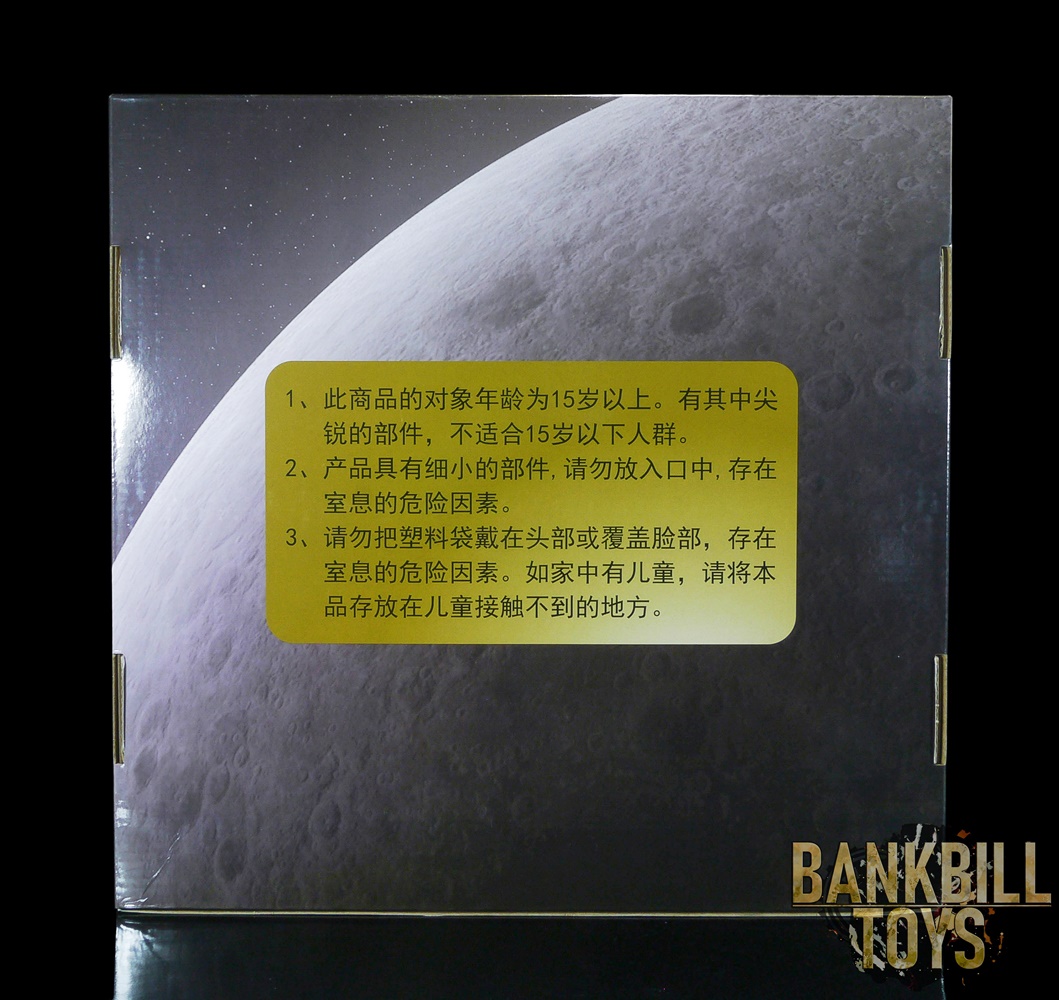 1、此商品的对象年龄为15岁以上。有其中尖
锐的部件，不适合15岁以下人群。
2、产品具有细小的部件,请勿放入口中,存在
室息的危险因素。
3、请勿把塑料袋戴在头部或覆盖脸部，存在
室息的危险因素。如家中有儿童，请将本
品存放在儿童接触不到的地方。
BANKBILL
TOYS